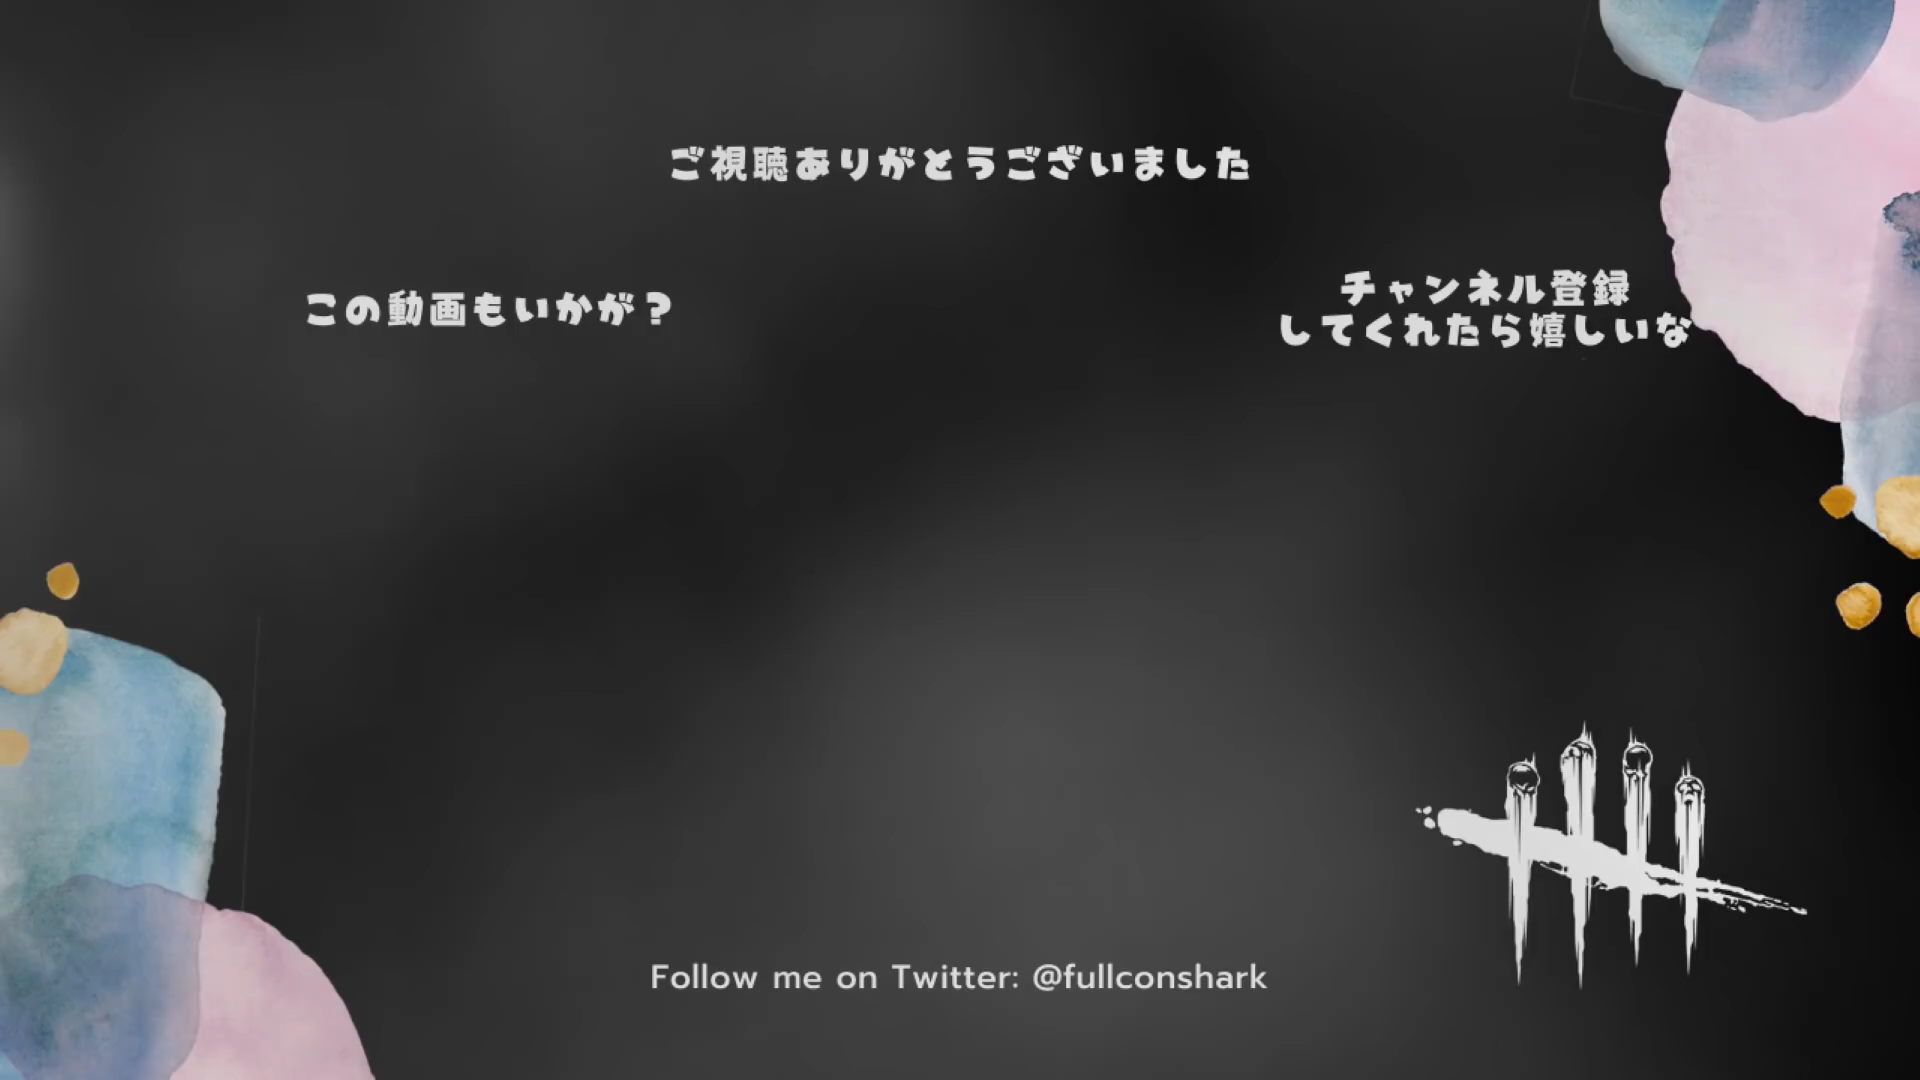 ご視聴ありがとうございました
この動画もいかが？
チャンネル登録
してくれたら嬉しいな
Follow me on Twitter: @fullconshark